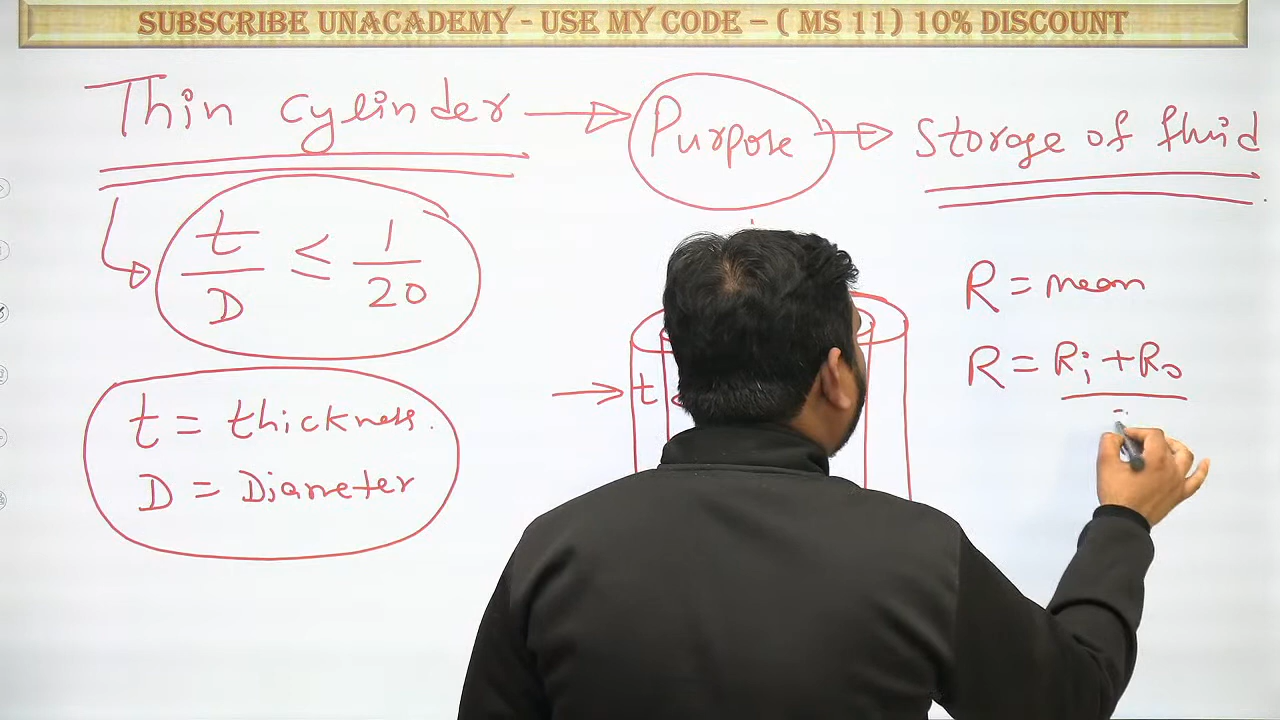 SUBSCRIBE UNACADEMY - USE MY CODE – ( MS 11) 10% DISCOUNT
Thin cylinder → Purpose → Storage of fluid
t/D ≤ 1/20
R = mean
R = Ri + Ro
t
t = thickness.
D = Diameter